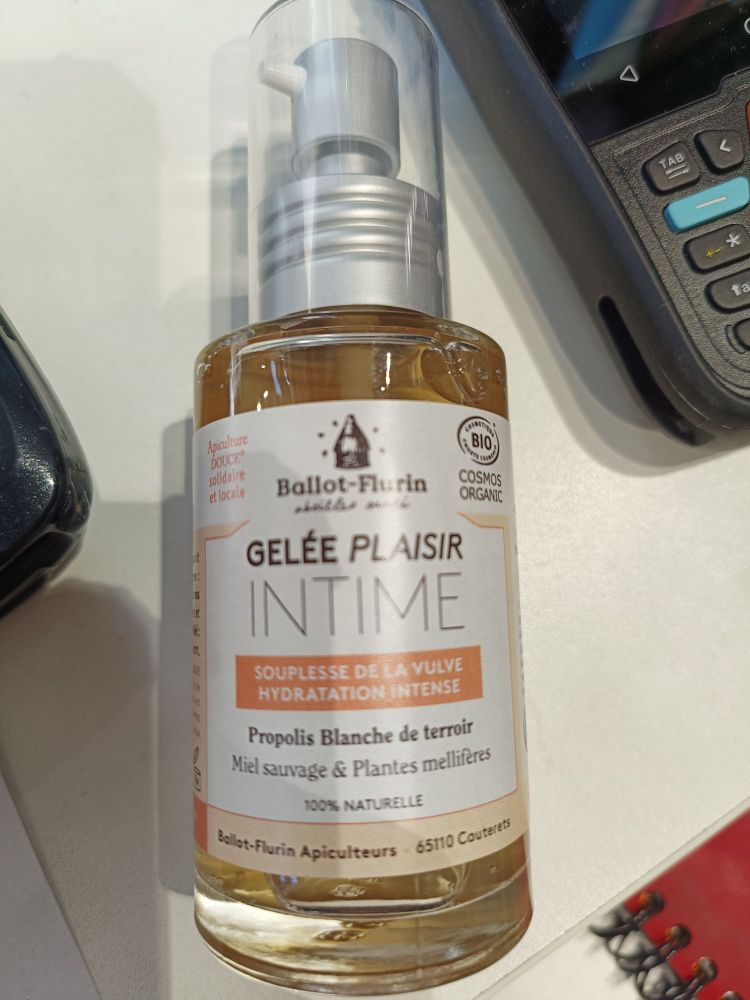 TAB
<
Apiculture
DOUCE*
solidaire
et locale
COSMÉTIQUE
BIO
COSMOS
ORGANIC
Ballot-Flurin
GELÉE PLAISIR
INTIME
SOUPLESSE DE LA VULVE
HYDRATATION INTENSE
Propolis Blanche de terroir
Miel sauvage & Plantes mellifères
100% NATURELLE
Ballot-Flurin Apiculteurs 65110 Cauterets